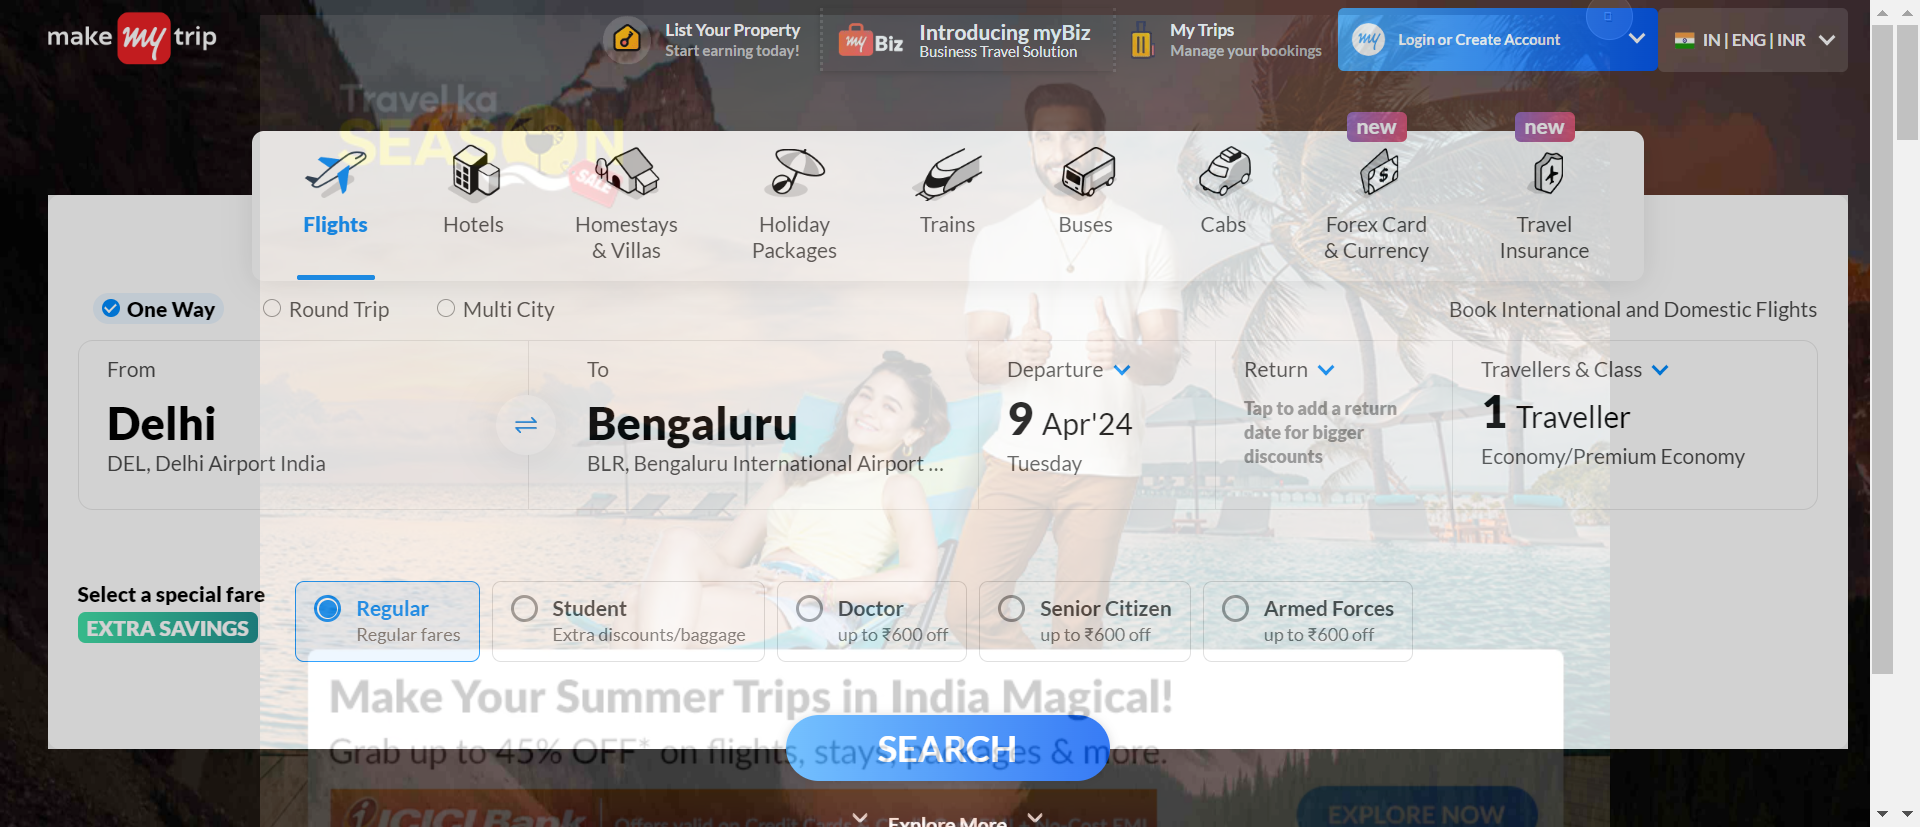 make my trip
List Your Property
Start earning today!
my Biz
Introducing myBiz
Business Travel Solution
My Trips
Manage your bookings
my
Login or Create Account
IN | ENG | INR
Travel ka
SEASON
SALE
new
new
Flights
Hotels
Homestays
& Villas
Holiday
Packages
Trains
Buses
Cabs
Forex Card
& Currency
Travel
Insurance
One Way
Round Trip
Multi City
Book International and Domestic Flights
From
Delhi
DEL, Delhi Airport India
To
Bengaluru
BLR, Bengaluru International Airport ...
Departure
9 Apr'24
Tuesday
Return
Tap to add a return
date for bigger
discounts
Travellers & Class
1 Traveller
Economy/Premium Economy
Select a special fare
EXTRA SAVINGS
Regular
Regular fares
Student
Extra discounts/baggage
Doctor
up to ₹600 off
Senior Citizen
up to ₹600 off
Armed Forces
up to ₹600 off
Make Your Summer Trips in India Magical!
Grab up to 45% OFF* on flights, stays, packages & more.
SEARCH
ICICI Bank
Offers valid on Credit Cards
No-Cost EMI
EXPLORE NOW
Explore More